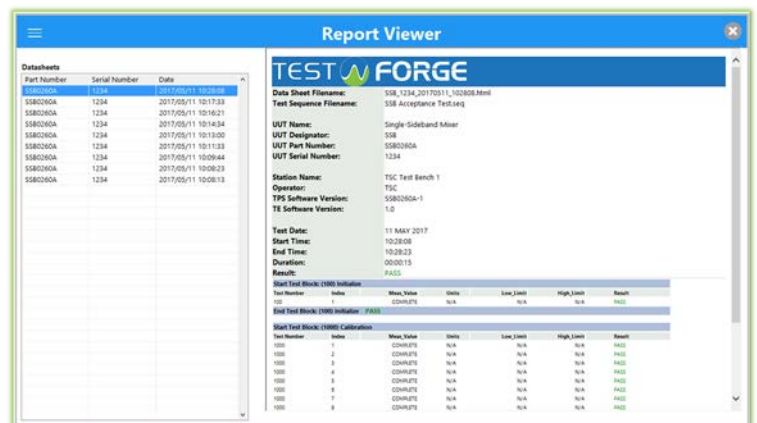 Report Viewer
Datasheets
Part Number Serial Number Date
SSB0260A 1234 2017/05/11 10:28:08
SSB0260A 1234 2017/05/11 10:17:33
SSB0260A 1234 2017/05/11 10:16:21
SSB0260A 1234 2017/05/11 10:14:34
SSB0260A 1234 2017/05/11 10:13:00
SSB0260A 1234 2017/05/11 10:11:33
SSB0260A 1234 2017/05/11 10:09:44
SSB0260A 1234 2017/05/11 10:08:23
SSB0260A 1234 2017/05/11 10:08:13
TEST FORGE
Data Sheet Filename: SSB_1234_20170511_102808.html
Test Sequence Filename: SSB Acceptance Test.seq
UUT Name: Single-Sideband Mixer
UUT Designator: SSB
UUT Part Number: SSB0260A
UUT Serial Number: 1234
Station Name: TSC Test Bench 1
Operator: TSC
TPS Software Version: SSB0260A-1
TE Software Version: 1.0
Test Date: 11 MAY 2017
Start Time: 10:28:08
End Time: 10:28:23
Duration: 00:00:15
Result: PASS
Start Test Block: (100) Initialize
Test Number Index Meas_Value Units Low_Limit High_Limit Result
100 1 COMPLETE N/A N/A N/A PASS
End Test Block: (100) Initialize PASS
Start Test Block: (1000) Calibration
Test Number Index Meas_Value Units Low_Limit High_Limit Result
1000 1 COMPLETE N/A N/A N/A PASS
1000 2 COMPLETE N/A N/A N/A PASS
1000 3 COMPLETE N/A N/A N/A PASS
1000 4 COMPLETE N/A N/A N/A PASS
1000 5 COMPLETE N/A N/A N/A PASS
1000 6 COMPLETE N/A N/A N/A PASS
1000 7 COMPLETE N/A N/A N/A PASS
1000 8 COMPLETE N/A N/A N/A PASS